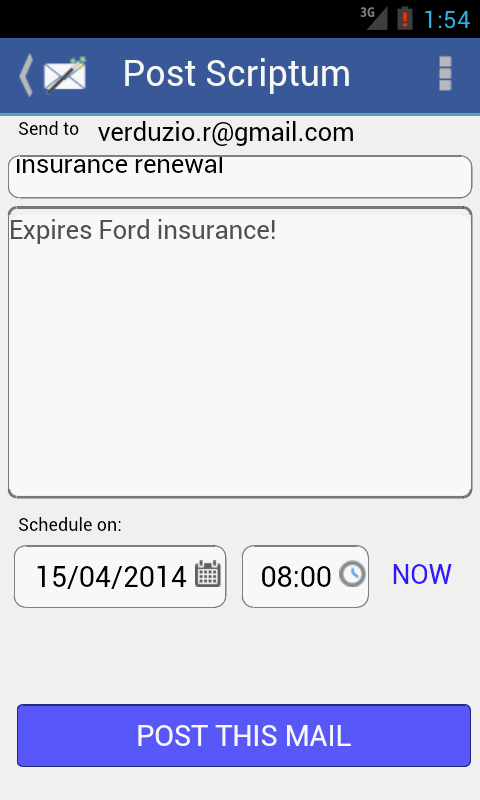 3G 1:54
Post Scriptum
Send to verduzio.r@gmail.com
insurance renewal
Expires Ford insurance!
Schedule on:
15/04/2014 08:00 NOW
POST THIS MAIL